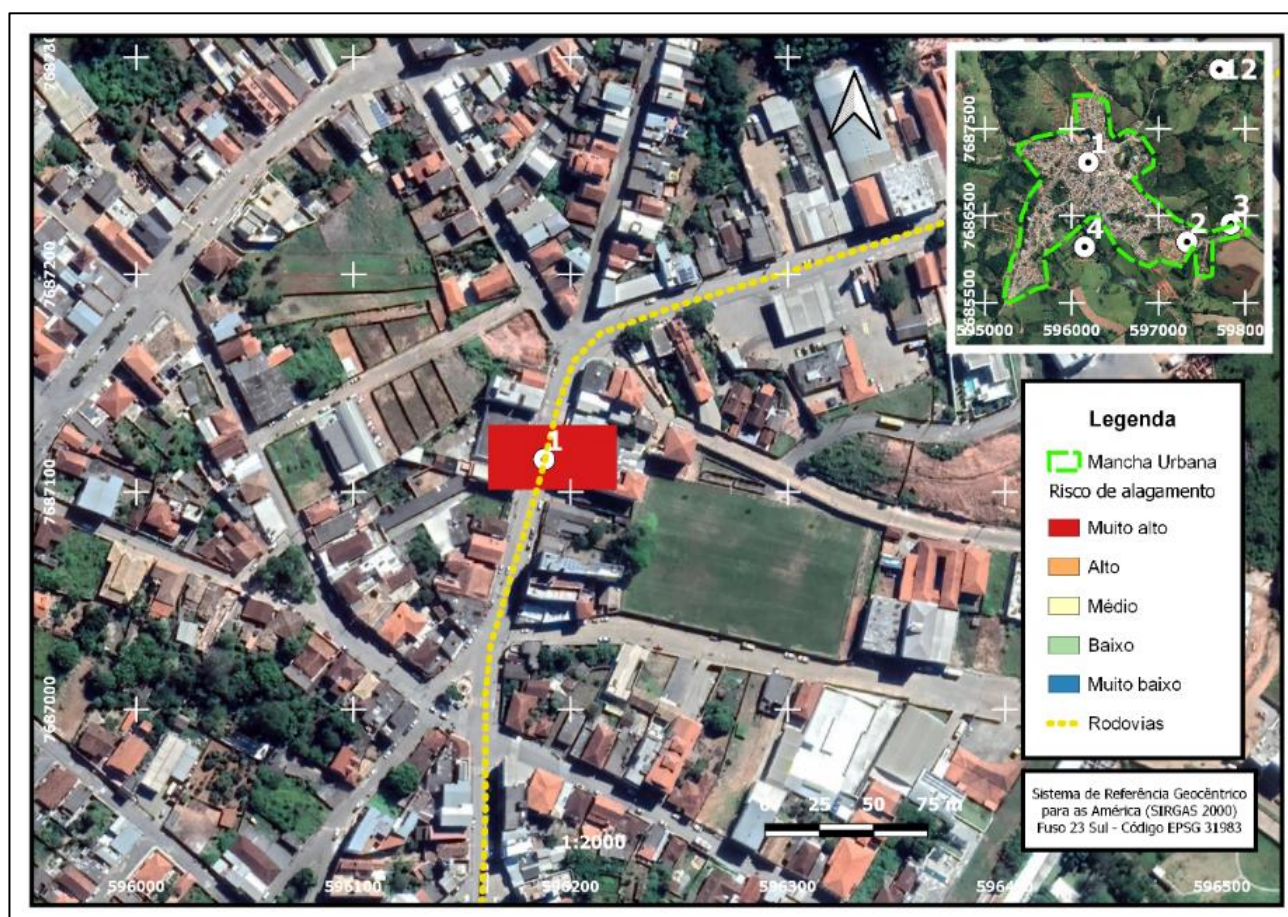 7687300
7687200
7687100
7687000
596000
596100
596200
596300
596400
596500
1
0 25 50 75 m
1:2000
12
1
4
2
3
7687500
7686500
7685500
595000
596000
597000
598000
Legenda
Mancha Urbana
Risco de alagamento
Muito alto
Alto
Médio
Baixo
Muito baixo
Rodovias
Sistema de Referência Geocêntrico
para as América (SIRGAS 2000)
Fuso 23 Sul - Código EPSG 31983